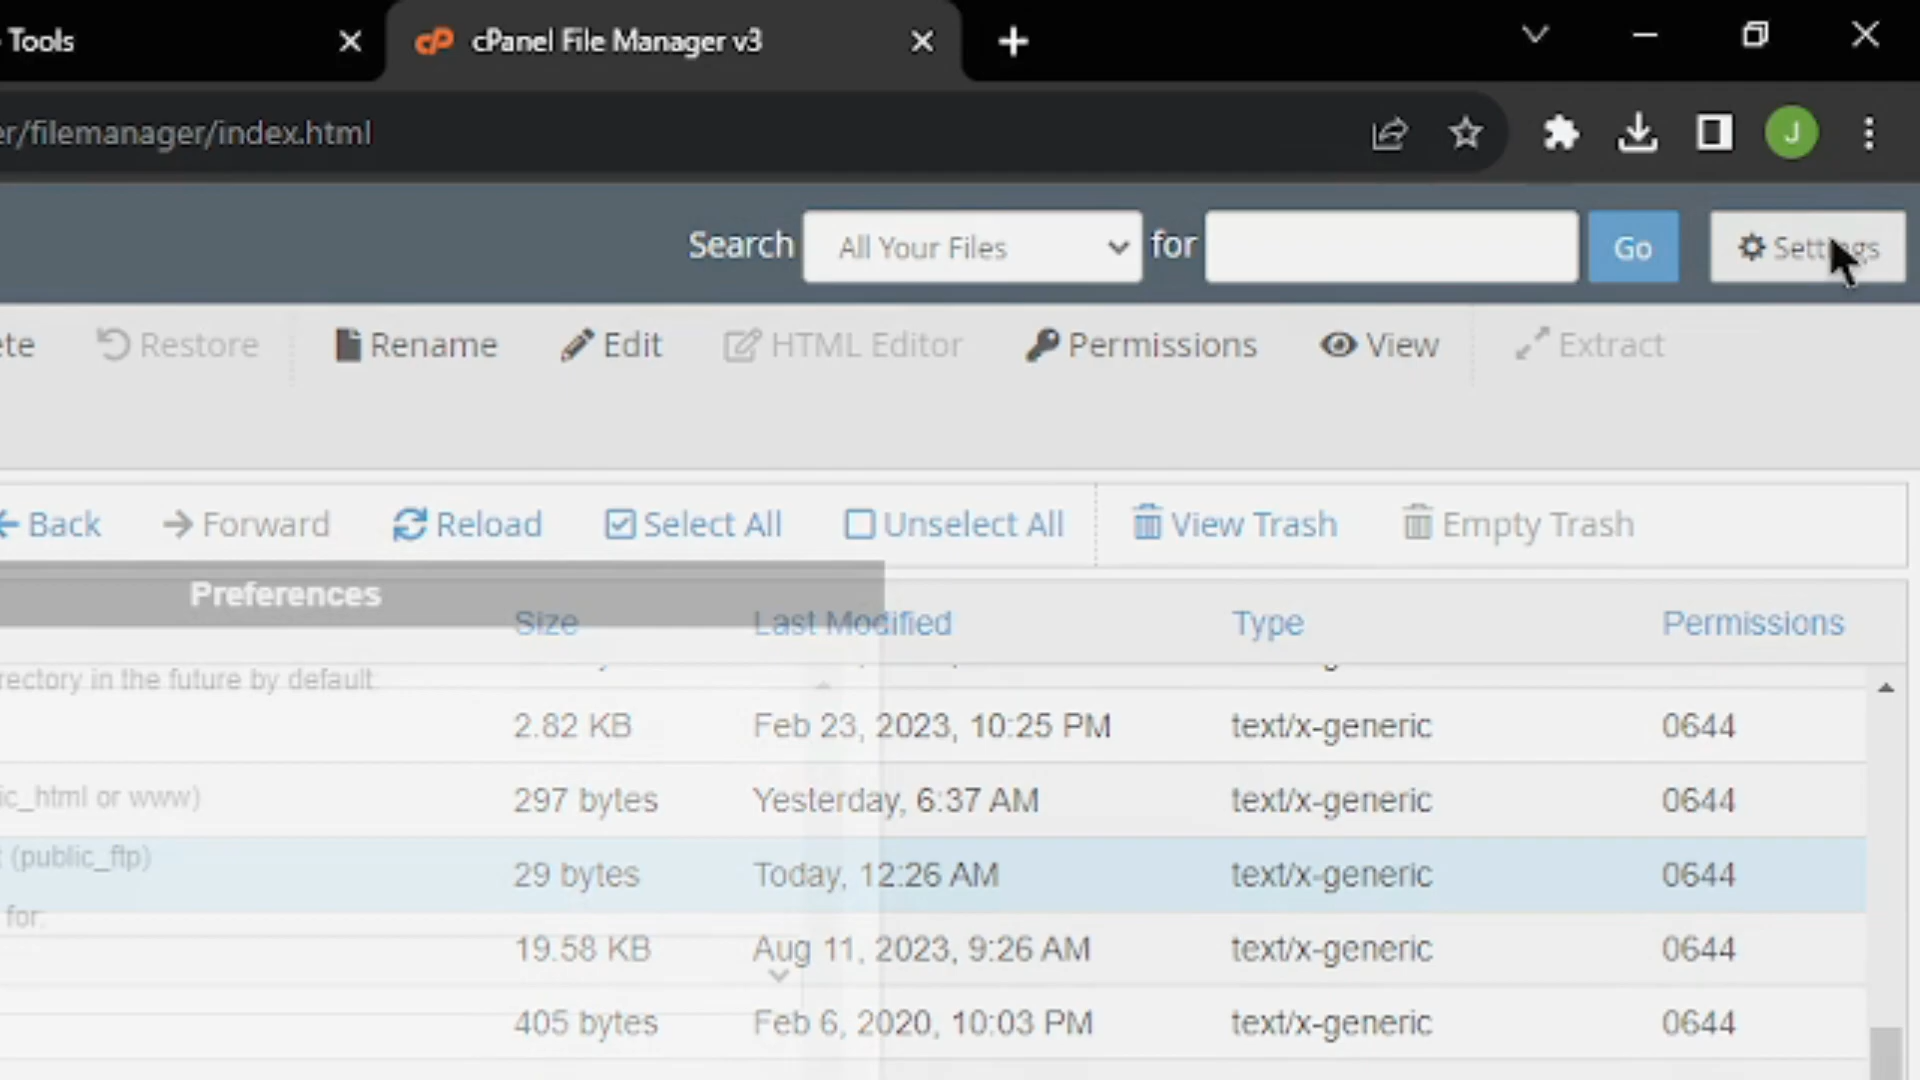 Tools
cPanel File Manager v3
er/filemanager/index.html
J
Search All Your Files for Go Settings
te Restore Rename Edit HTML Editor Permissions View Extract
Back Forward Reload Select All Unselect All View Trash Empty Trash
Preferences
Size Last Modified Type Permissions
rectory in the future by default.
2.82 KB Feb 23, 2023, 10:25 PM text/x-generic 0644
ic_html or www)
297 bytes Yesterday, 6:37 AM text/x-generic 0644
(public_ftp)
29 bytes Today, 12:26 AM text/x-generic 0644
for:
19.58 KB Aug 11, 2023, 9:26 AM text/x-generic 0644
405 bytes Feb 6, 2020, 10:03 PM text/x-generic 0644